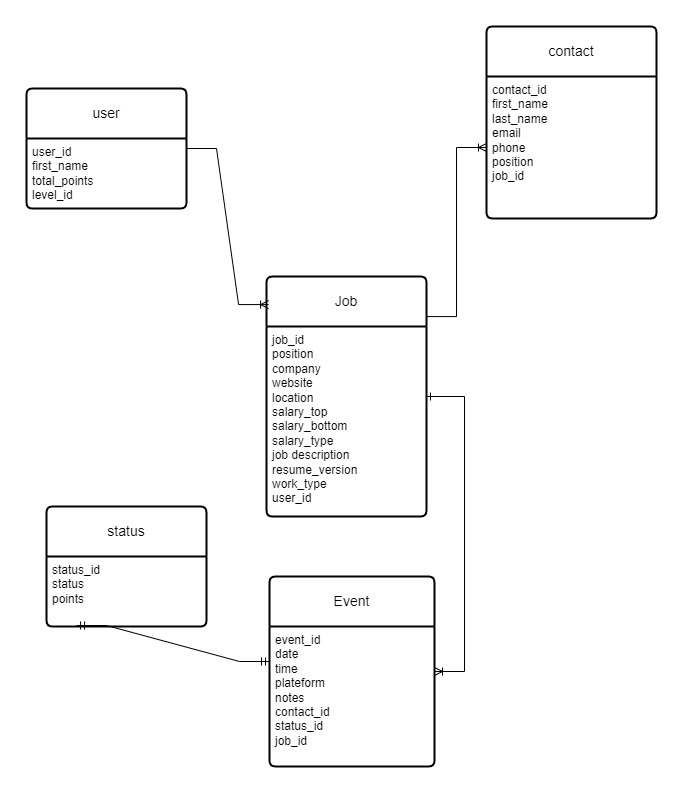 contact
contact_id
first_name
last_name
email
phone
position
job_id
user
user_id
first_name
total_points
level_id
Job
job_id
position
company
website
location
salary_top
salary_bottom
salary_type
job description
resume_version
work_type
user_id
status
status_id
status
points
Event
event_id
date
time
plateform
notes
contact_id
status_id
job_id